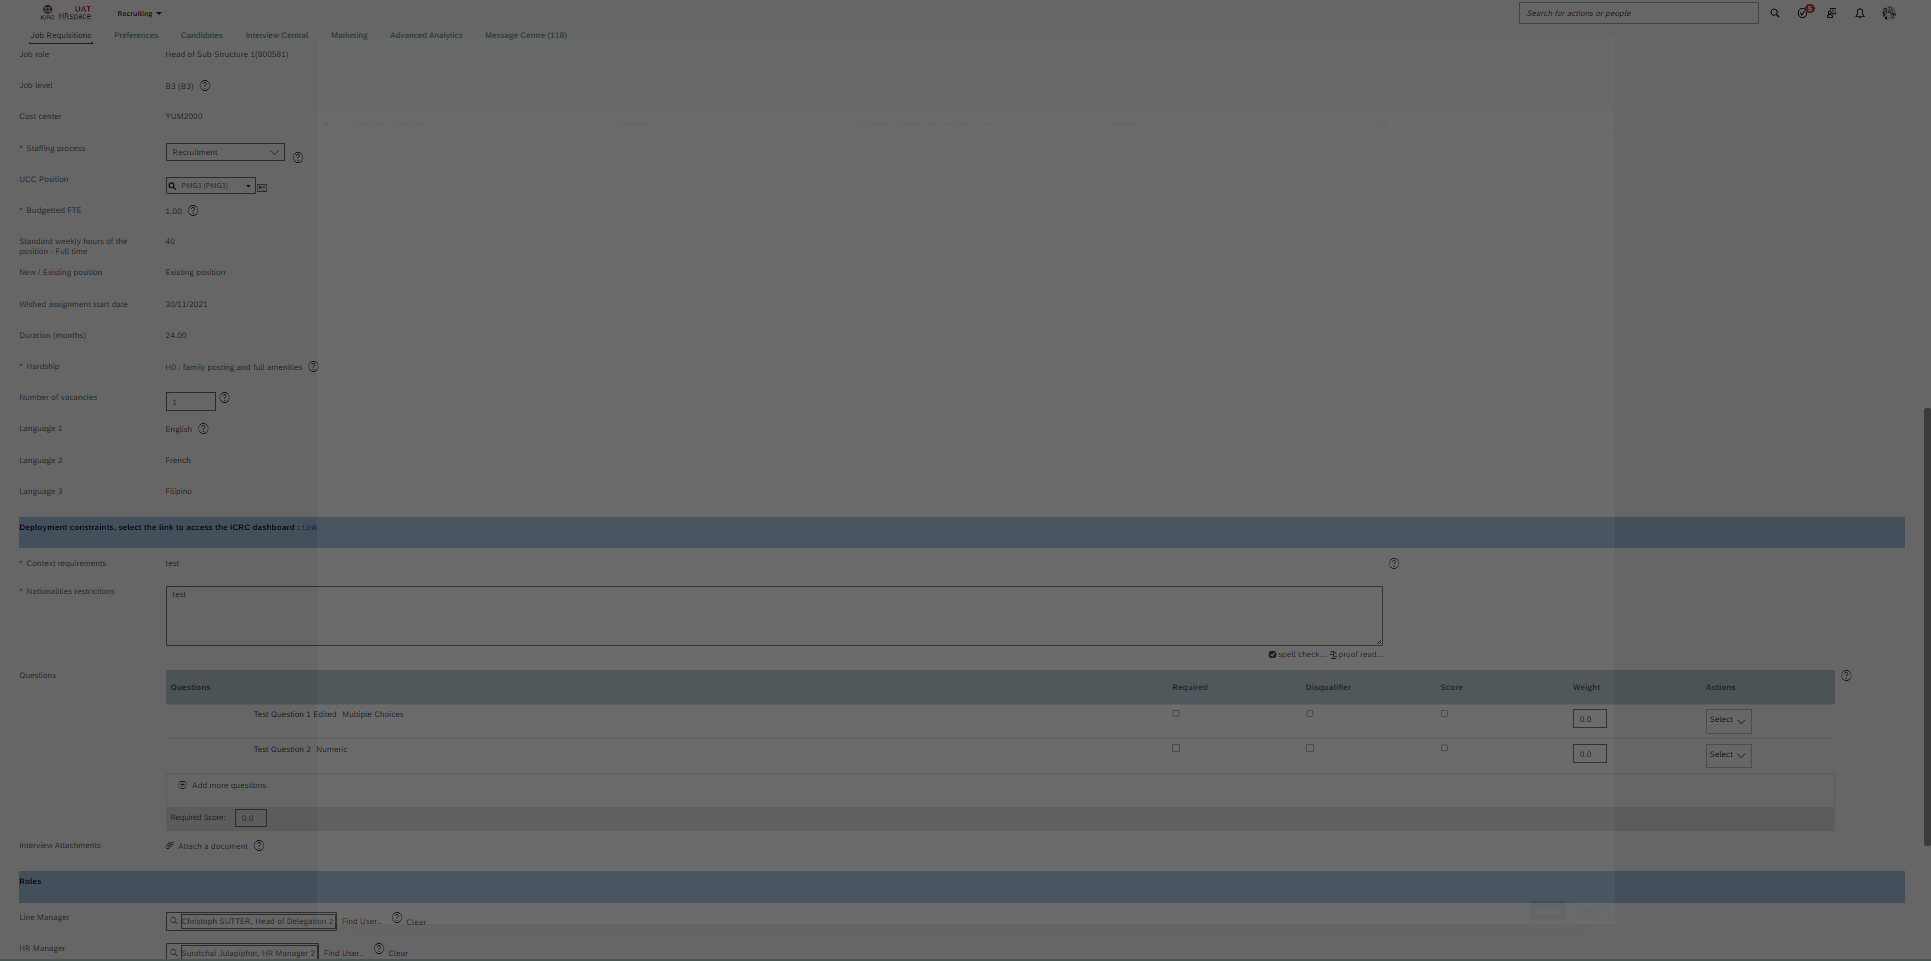 UAT
ICRC HRspace
Recruiting
Search for actions or people
5
Job Requisitions Preferences Candidates Interview Central Marketing Advanced Analytics Message Centre (118)
Job role Head of Sub-Structure 1(800581)
Job level B3 (B3)
Cost center YUM2000
* Staffing process Recruitment
UCC Position PMG3 (PMG3)
* Budgetted FTE 1.00
Standard weekly hours of the 40
position - Full time
New / Existing position Existing position
Wished assignment start date 30/11/2021
Duration (months) 24.00
* Hardship H0 : family posting and full amenities
Number of vacancies 1
Language 1 English
Language 2 French
Language 3 Filipino
Deployment constraints, select the link to access the ICRC dashboard : Link
* Context requirements test
* Nationalities restrictions test
spell check... proof read...
Questions
Questions Required Disqualifier Score Weight Actions
Test Question 1 Edited Multiple Choices 0.0 Select
Test Question 2 Numeric 0.0 Select
Add more questions
Required Score: 0.0
Interview Attachments Attach a document
Roles
Line Manager Christoph SUTTER, Head of Delegation 2 Find User... Clear
HR Manager Suratchai Julapiphat, HR Manager 2 Find User... Clear